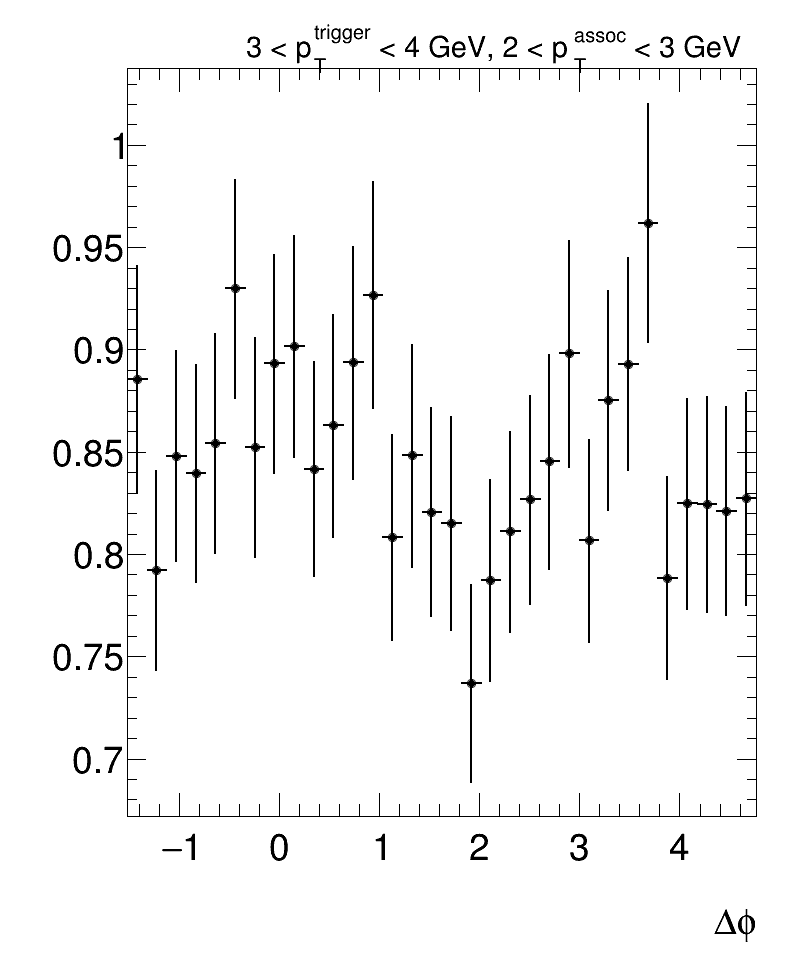 3 < p_T^trigger < 4 GeV, 2 < p_T^assoc < 3 GeV
1
0.95
0.9
0.85
0.8
0.75
0.7
−1 0 1 2 3 4
Δϕ